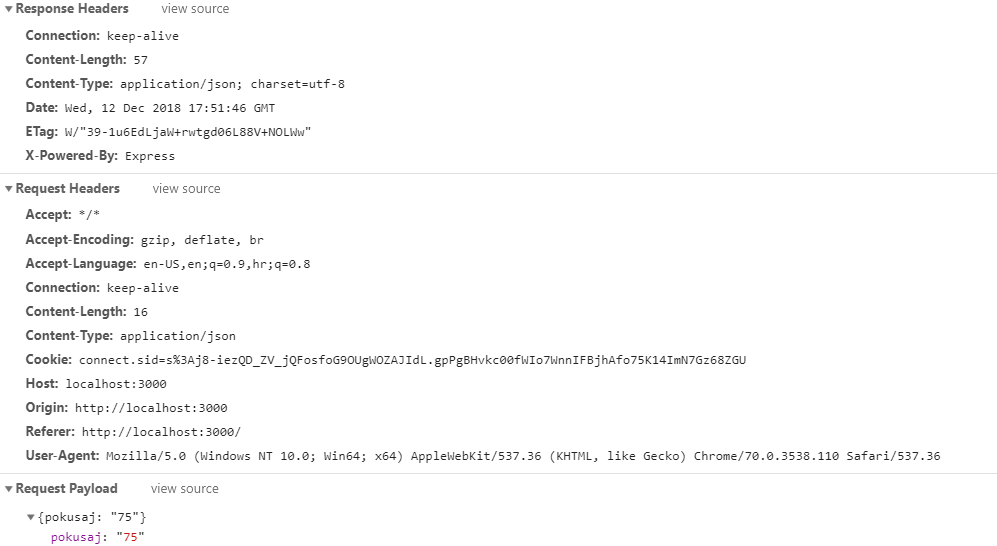 Response Headers view source
Connection: keep-alive
Content-Length: 57
Content-Type: application/json; charset=utf-8
Date: Wed, 12 Dec 2018 17:51:46 GMT
ETag: W/"39-1u6EdLjaW+rwtgd06L88V+NOLWw"
X-Powered-By: Express
Request Headers view source
Accept: */*
Accept-Encoding: gzip, deflate, br
Accept-Language: en-US,en;q=0.9,hr;q=0.8
Connection: keep-alive
Content-Length: 16
Content-Type: application/json
Cookie: connect.sid=s%3Aj8-iezQD_ZV_jQFosfoG9OUgWOZAJIdL.gpPgBHvkc00fWIo7WnnIFBjhAfo75K14ImN7Gz68ZGU
Host: localhost:3000
Origin: http://localhost:3000
Referer: http://localhost:3000/
User-Agent: Mozilla/5.0 (Windows NT 10.0; Win64; x64) AppleWebKit/537.36 (KHTML, like Gecko) Chrome/70.0.3538.110 Safari/537.36
Request Payload view source
{pokusaj: "75"}
pokusaj: "75"